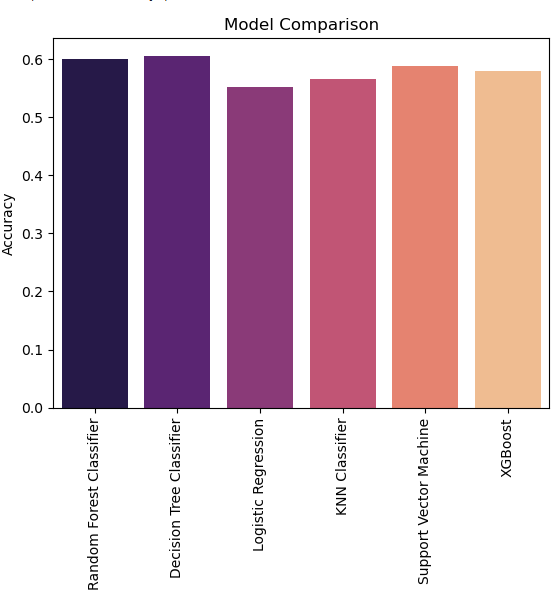 Model Comparison
0.6
0.5
0.4
0.3
0.2
0.1
0.0
Accuracy
Random Forest Classifier
Decision Tree Classifier
Logistic Regression
KNN Classifier
Support Vector Machine
XGBoost